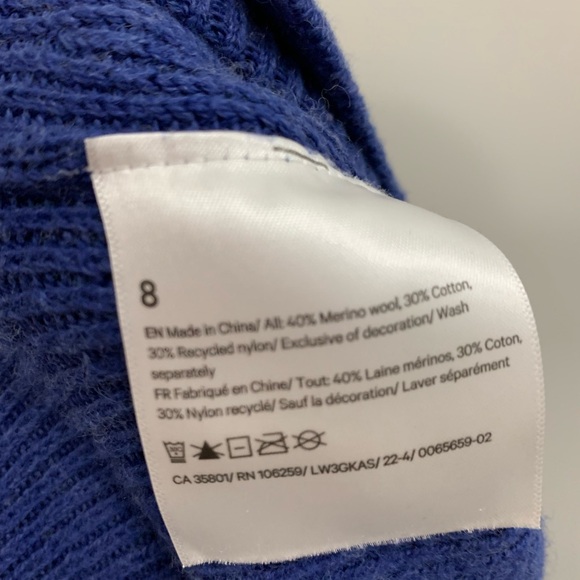 8
EN Made in China/ All: 40% Merino wool, 30% Cotton,
30% Recycled nylon/ Exclusive of decoration/ Wash
separately
FR Fabriqué en Chine/ Tout: 40% Laine mérinos, 30% Coton,
30% Nylon recyclé/ Sauf la décoration/ Laver séparément
CA 35801/ RN 106259/ LW3GKAS/ 22-4/ 0065659-02